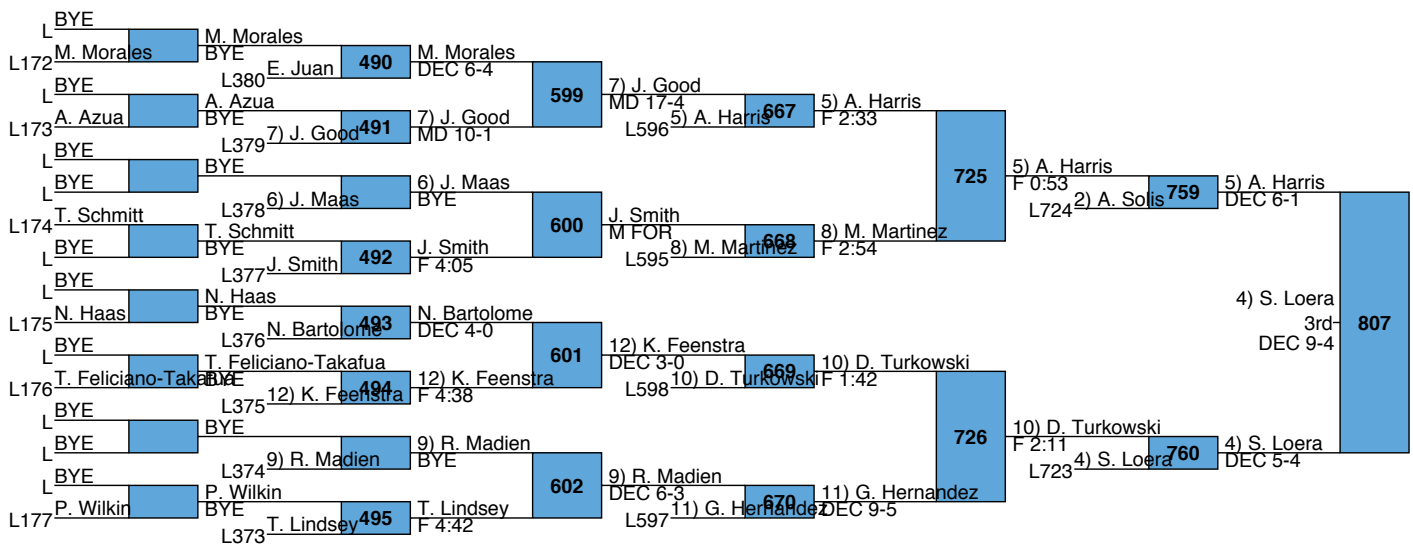 BYE
L
M. Morales
L172
BYE
L
A. Azua
L173
BYE
L
BYE
L
T. Schmitt
L174
BYE
L
BYE
L
N. Haas
L175
BYE
L
T. Feliciano-Takafua
L176
BYE
L
BYE
L
BYE
L
P. Wilkin
L177
M. Morales
BYE
E. Juan
L380
A. Azua
BYE
7) J. Good
L379
BYE
6) J. Maas
L378
T. Schmitt
BYE
J. Smith
L377
N. Haas
BYE
N. Bartolome
L376
T. Feliciano-Takafua
BYE
12) K. Feenstra
L375
BYE
9) R. Madien
L374
P. Wilkin
BYE
T. Lindsey
L373
490
491
492
493
494
495
M. Morales
DEC 6-4
7) J. Good
MD 10-1
6) J. Maas
BYE
J. Smith
F 4:05
N. Bartolome
DEC 4-0
12) K. Feenstra
F 4:38
9) R. Madien
BYE
T. Lindsey
F 4:42
599
600
601
602
7) J. Good
MD 17-4
5) A. Harris
L596
J. Smith
M FOR
8) M. Martinez
L595
12) K. Feenstra
DEC 3-0
10) D. Turkowski
L598
9) R. Madien
DEC 6-3
11) G. Hernandez
L597
667
668
669
670
5) A. Harris
F 2:33
8) M. Martinez
F 2:54
10) D. Turkowski
F 1:42
11) G. Hernandez
DEC 9-5
725
726
5) A. Harris
F 0:53
2) A. Solis
L724
10) D. Turkowski
F 2:11
4) S. Loera
L723
759
760
5) A. Harris
DEC 6-1
4) S. Loera
DEC 5-4
4) S. Loera
3rd
DEC 9-4
807